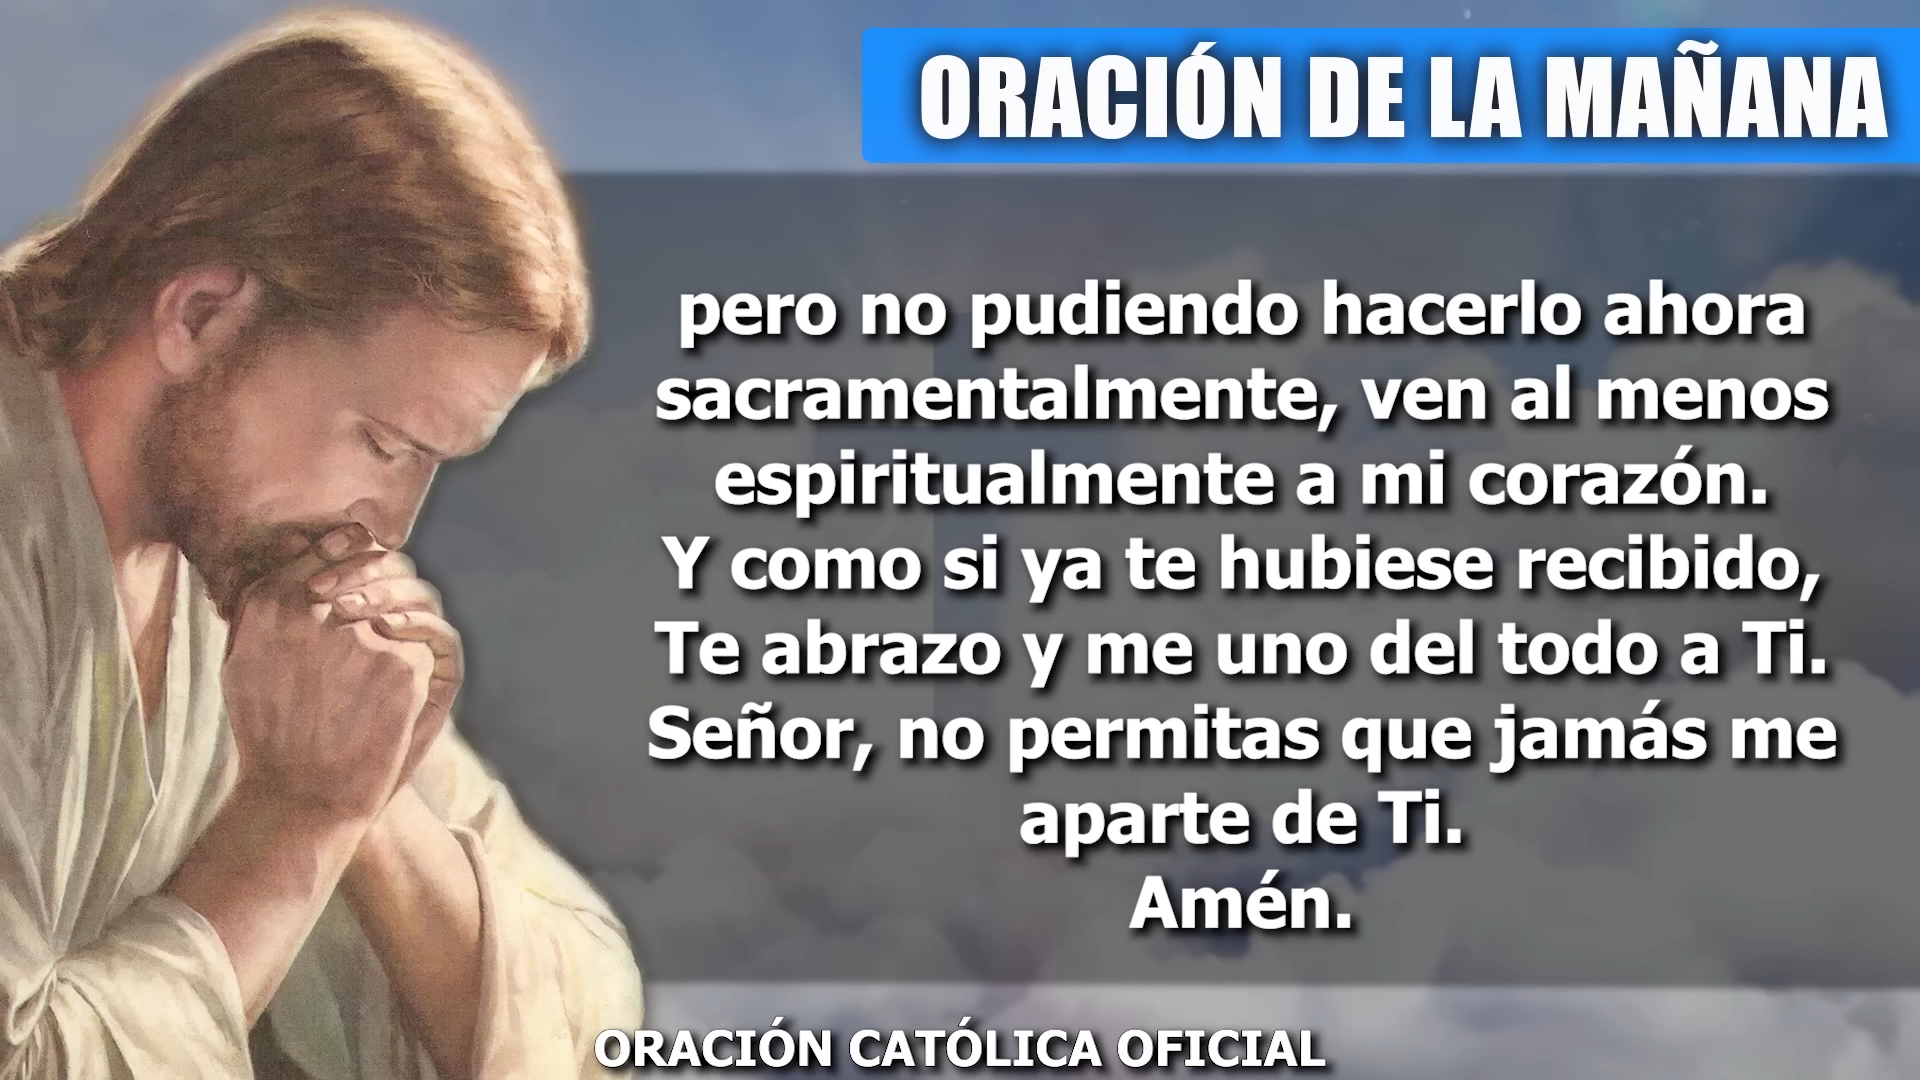 ORACIÓN DE LA MAÑANA
pero no pudiendo hacerlo ahora
sacramentalmente, ven al menos
espiritualmente a mi corazón.
Y como si ya te hubiese recibido,
Te abrazo y me uno del todo a Ti.
Señor, no permitas que jamás me
aparte de Ti.
Amén.
ORACIÓN CATÓLICA OFICIAL